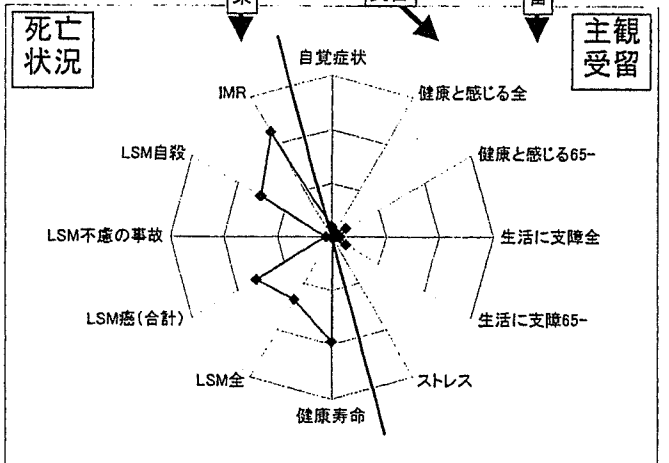 死亡
状況
主観
受留
自覚症状
IMR
健康と感じる全
LSM自殺
健康と感じる65-
LSM不慮の事故
生活に支障全
LSM癌(合計)
生活に支障65-
LSM全
ストレス
健康寿命